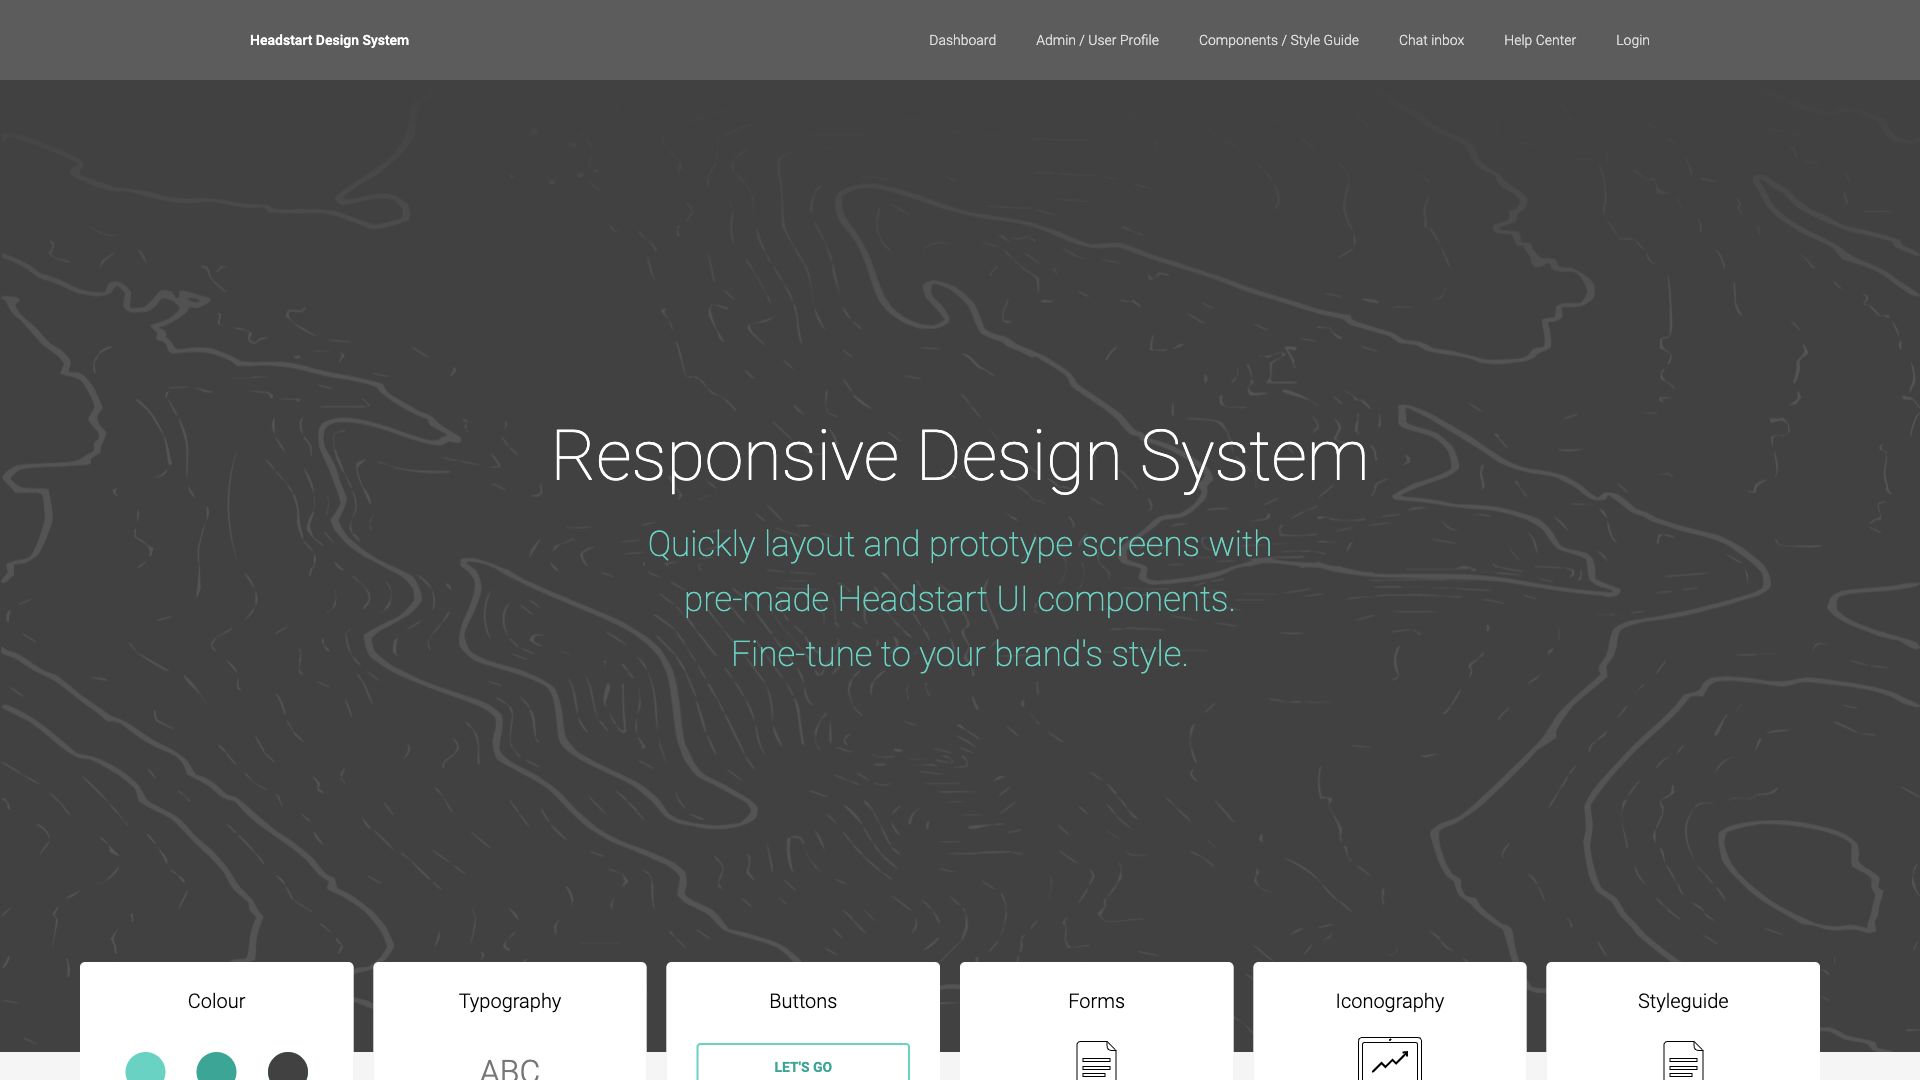 Headstart Design System
Dashboard
Admin / User Profile
Components / Style Guide
Chat inbox
Help Center
Login
Responsive Design System
Quickly layout and prototype screens with
pre-made Headstart UI components.
Fine-tune to your brand's style.
Colour
Typography
Buttons
Forms
Iconography
Styleguide
ABC
LET'S GO